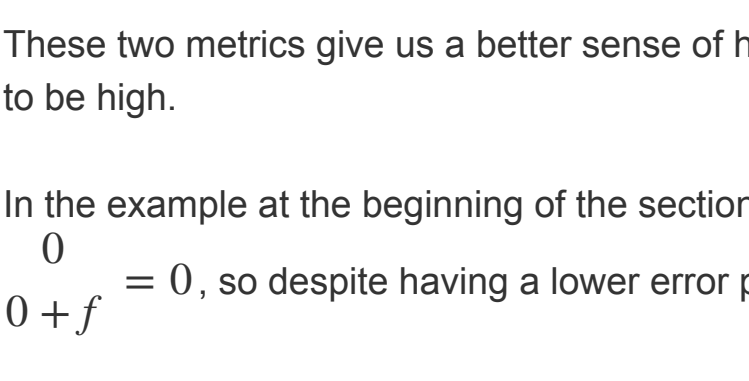 These two metrics give us a better sense of
to be high.
In the example at the beginning of the section
0
0 + f
= 0, so despite having a lower error